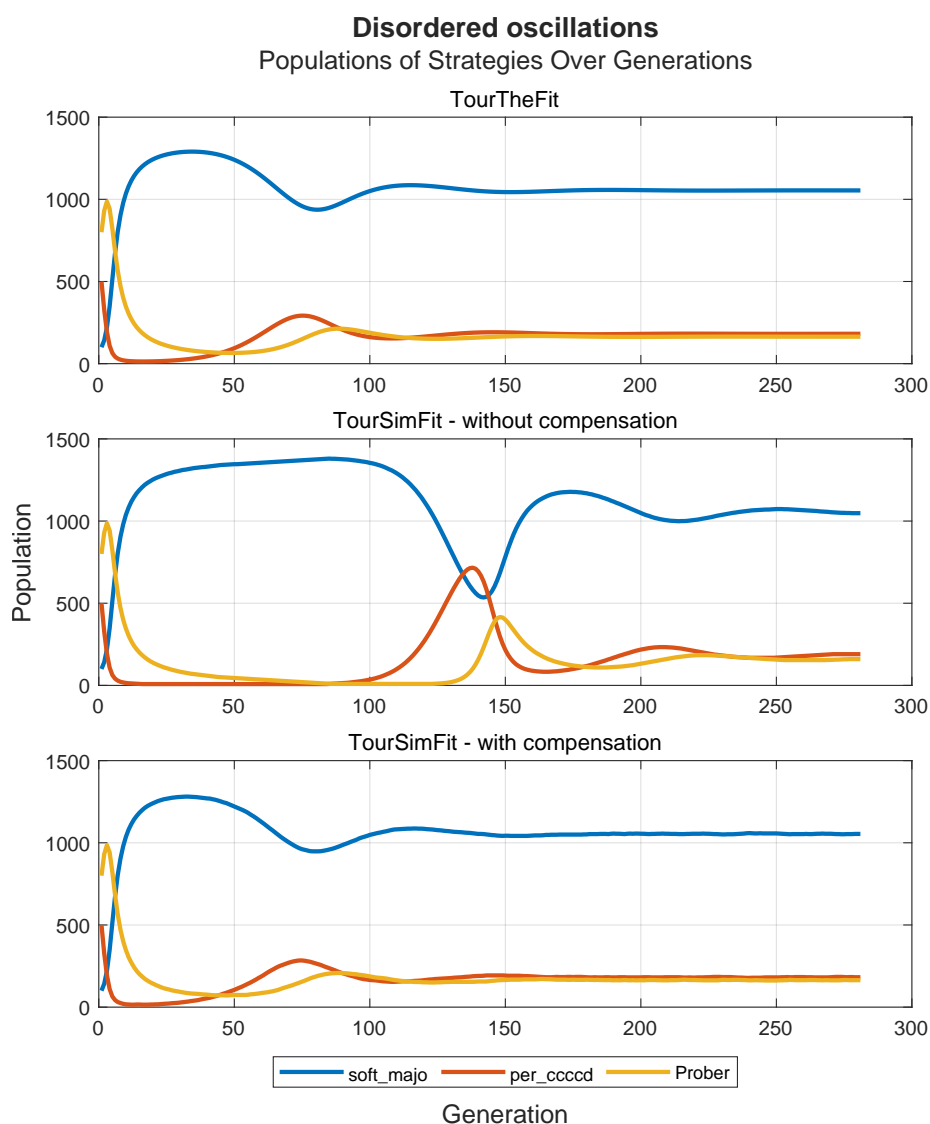 Disordered oscillations
Populations of Strategies Over Generations
TourTheFit
1500
1000
500
0
0 50 100 150 200 250 300
TourSimFit - without compensation
1500
1000
500
0
0 50 100 150 200 250 300
Population
TourSimFit - with compensation
1500
1000
500
0
0 50 100 150 200 250 300
soft_majo per_ccccd Prober
Generation